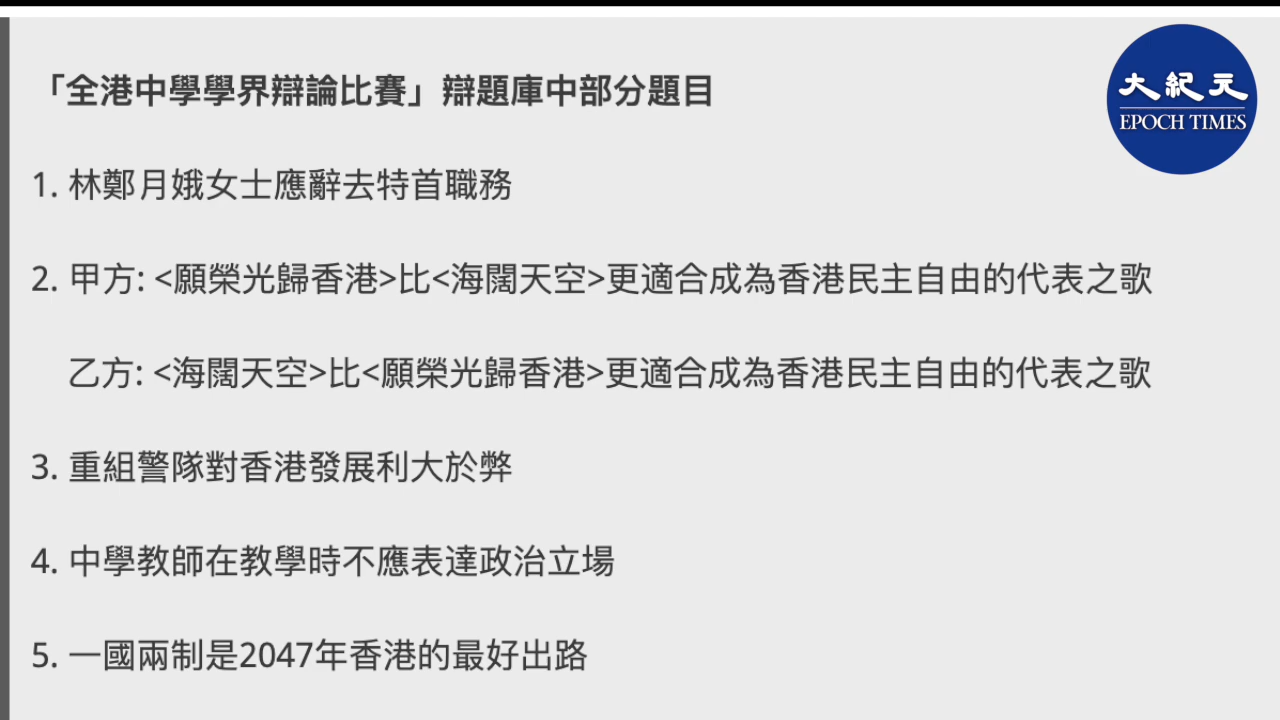 「全港中學學界辯論比賽」辯題庫中部分題目
大紀元
EPOCH TIMES
1. 林鄭月娥女士應辭去特首職務
2. 甲方: <願榮光歸香港>比<海闊天空>更適合成為香港民主自由的代表之歌
乙方: <海闊天空>比<願榮光歸香港>更適合成為香港民主自由的代表之歌
3. 重組警隊對香港發展利大於弊
4. 中學教師在教學時不應表達政治立場
5. 一國兩制是2047年香港的最好出路